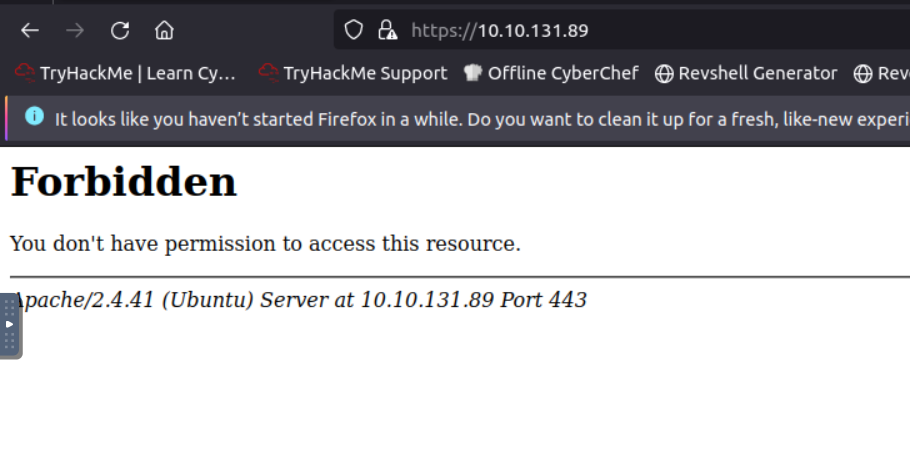 https://10.10.131.89
TryHackMe | Learn Cy... TryHackMe Support Offline CyberChef Revshell Generator Rev
It looks like you haven't started Firefox in a while. Do you want to clean it up for a fresh, like-new experi
Forbidden
You don't have permission to access this resource.
Apache/2.4.41 (Ubuntu) Server at 10.10.131.89 Port 443